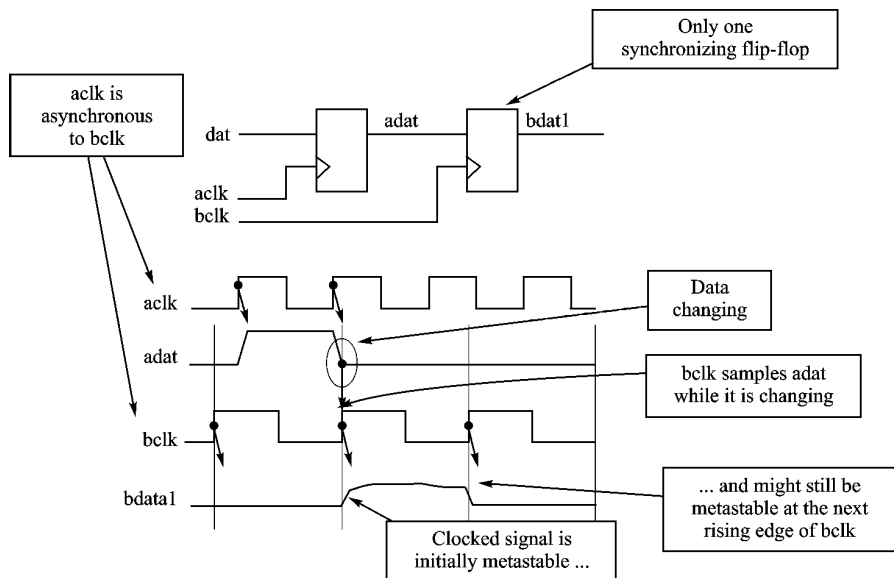 Only one
synchronizing flip-flop
aclk is
asynchronous
to bclk
dat
adat
bdat1
aclk
bclk
aclk
Data
changing
adat
bclk samples adat
while it is changing
bclk
bdata1
... and might still be
metastable at the next
rising edge of bclk
Clocked signal is
initially metastable ...